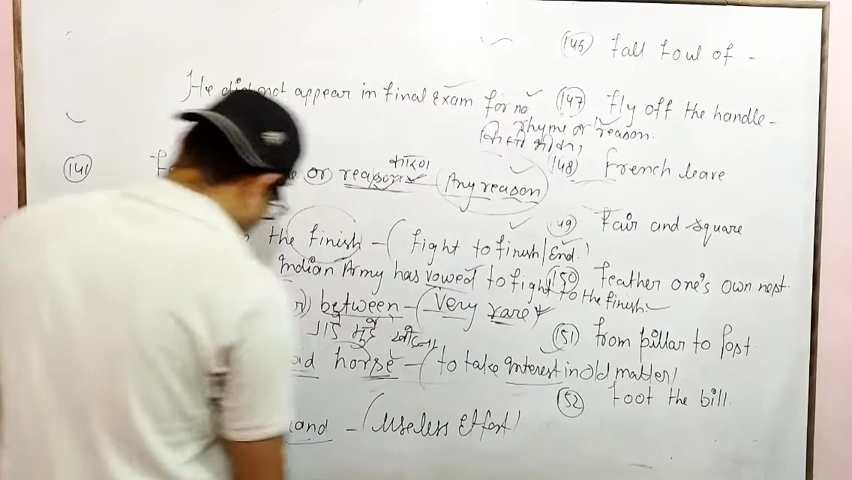 He did not appear in final Exam for no
rhyme or reason.
(141) or reason कारण (Any reason)
the finish - (fight to finish/End.)
Indian Army has vowed to fight to the finish
between - (Very rare)
horse - (to take interest in old matter)
- (Useless Effort)
(146) Fall foul of -
(147) Fly off the handle -
(148) French leave
49 Fair and square
(150) Feather one's own nest.
(151) From pillar to Post
(152) Foot the bill.